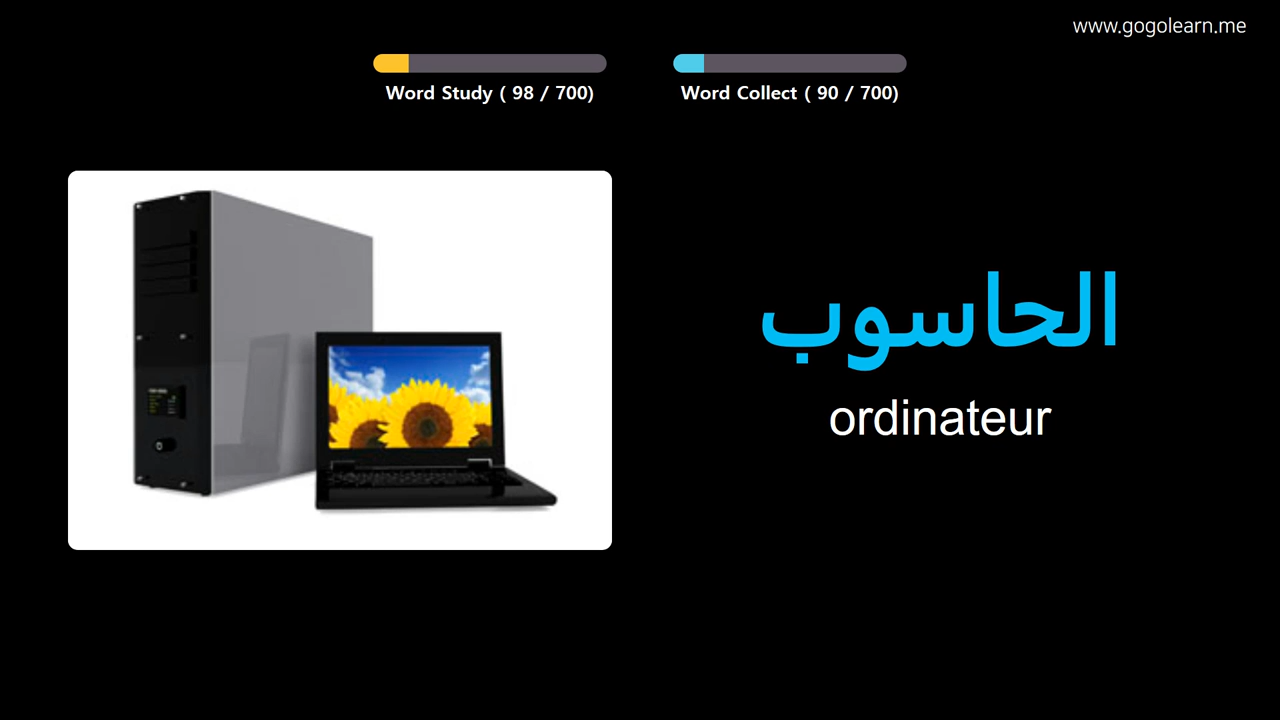 www.gogolearn.me
Word Study ( 98 / 700)
Word Collect ( 90 / 700)
الحاسوب
ordinateur